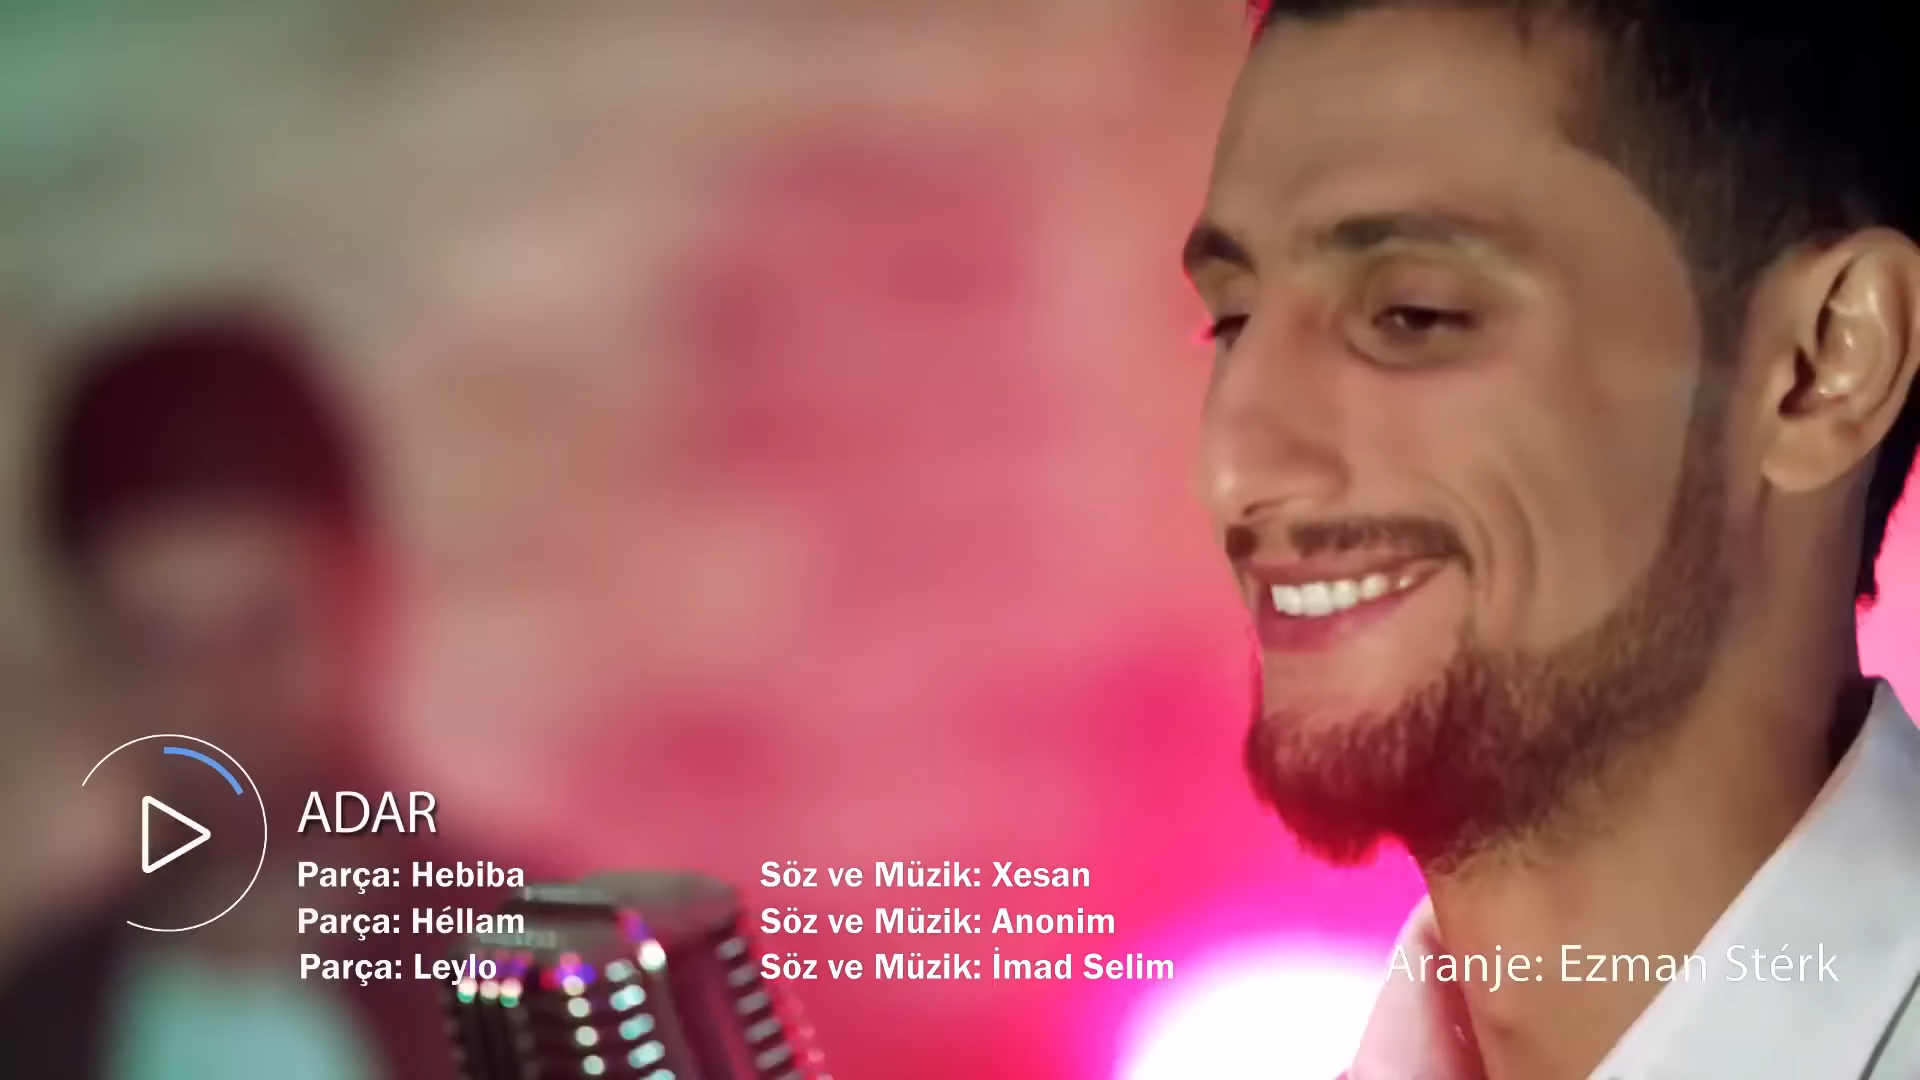 ADAR
Parça: Hebiba
Söz ve Müzik: Xesan
Parça: Héllam
Söz ve Müzik: Anonim
Parça: Leylo
Söz ve Müzik: İmad Selim
Aranje: Ezman Stérk